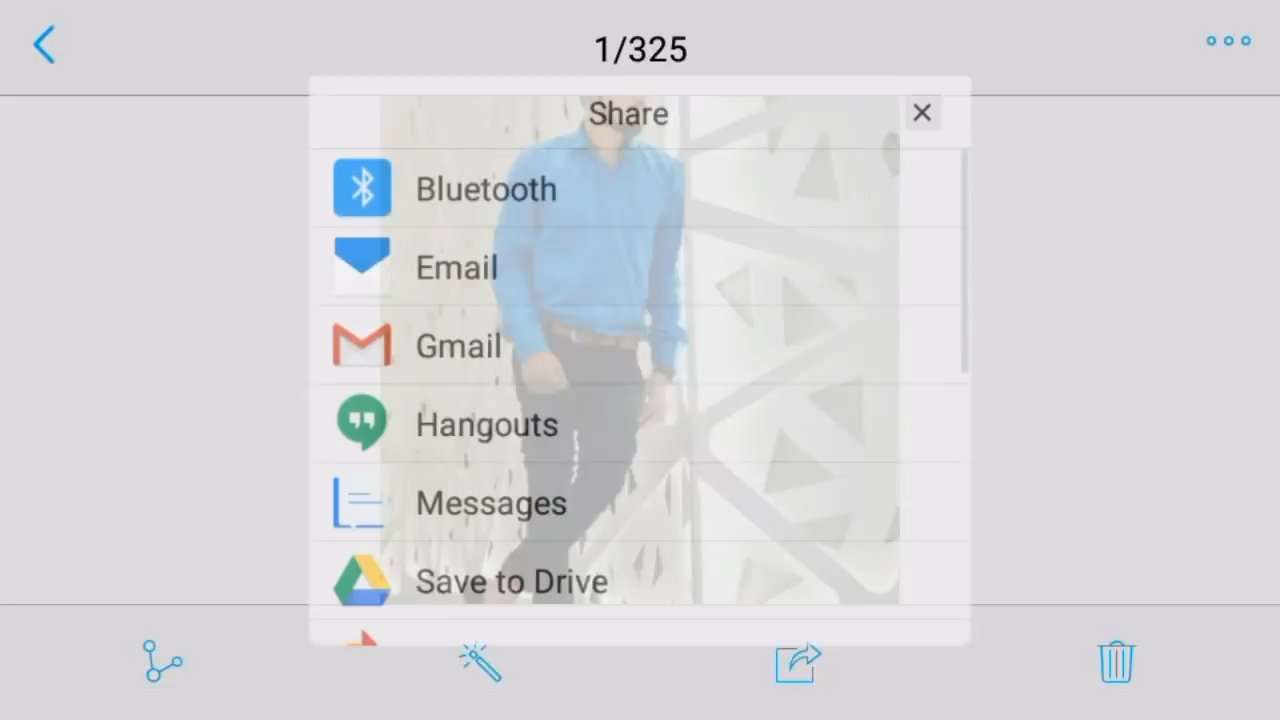 1/325
Share
Bluetooth
Email
Gmail
Hangouts
Messages
Save to Drive